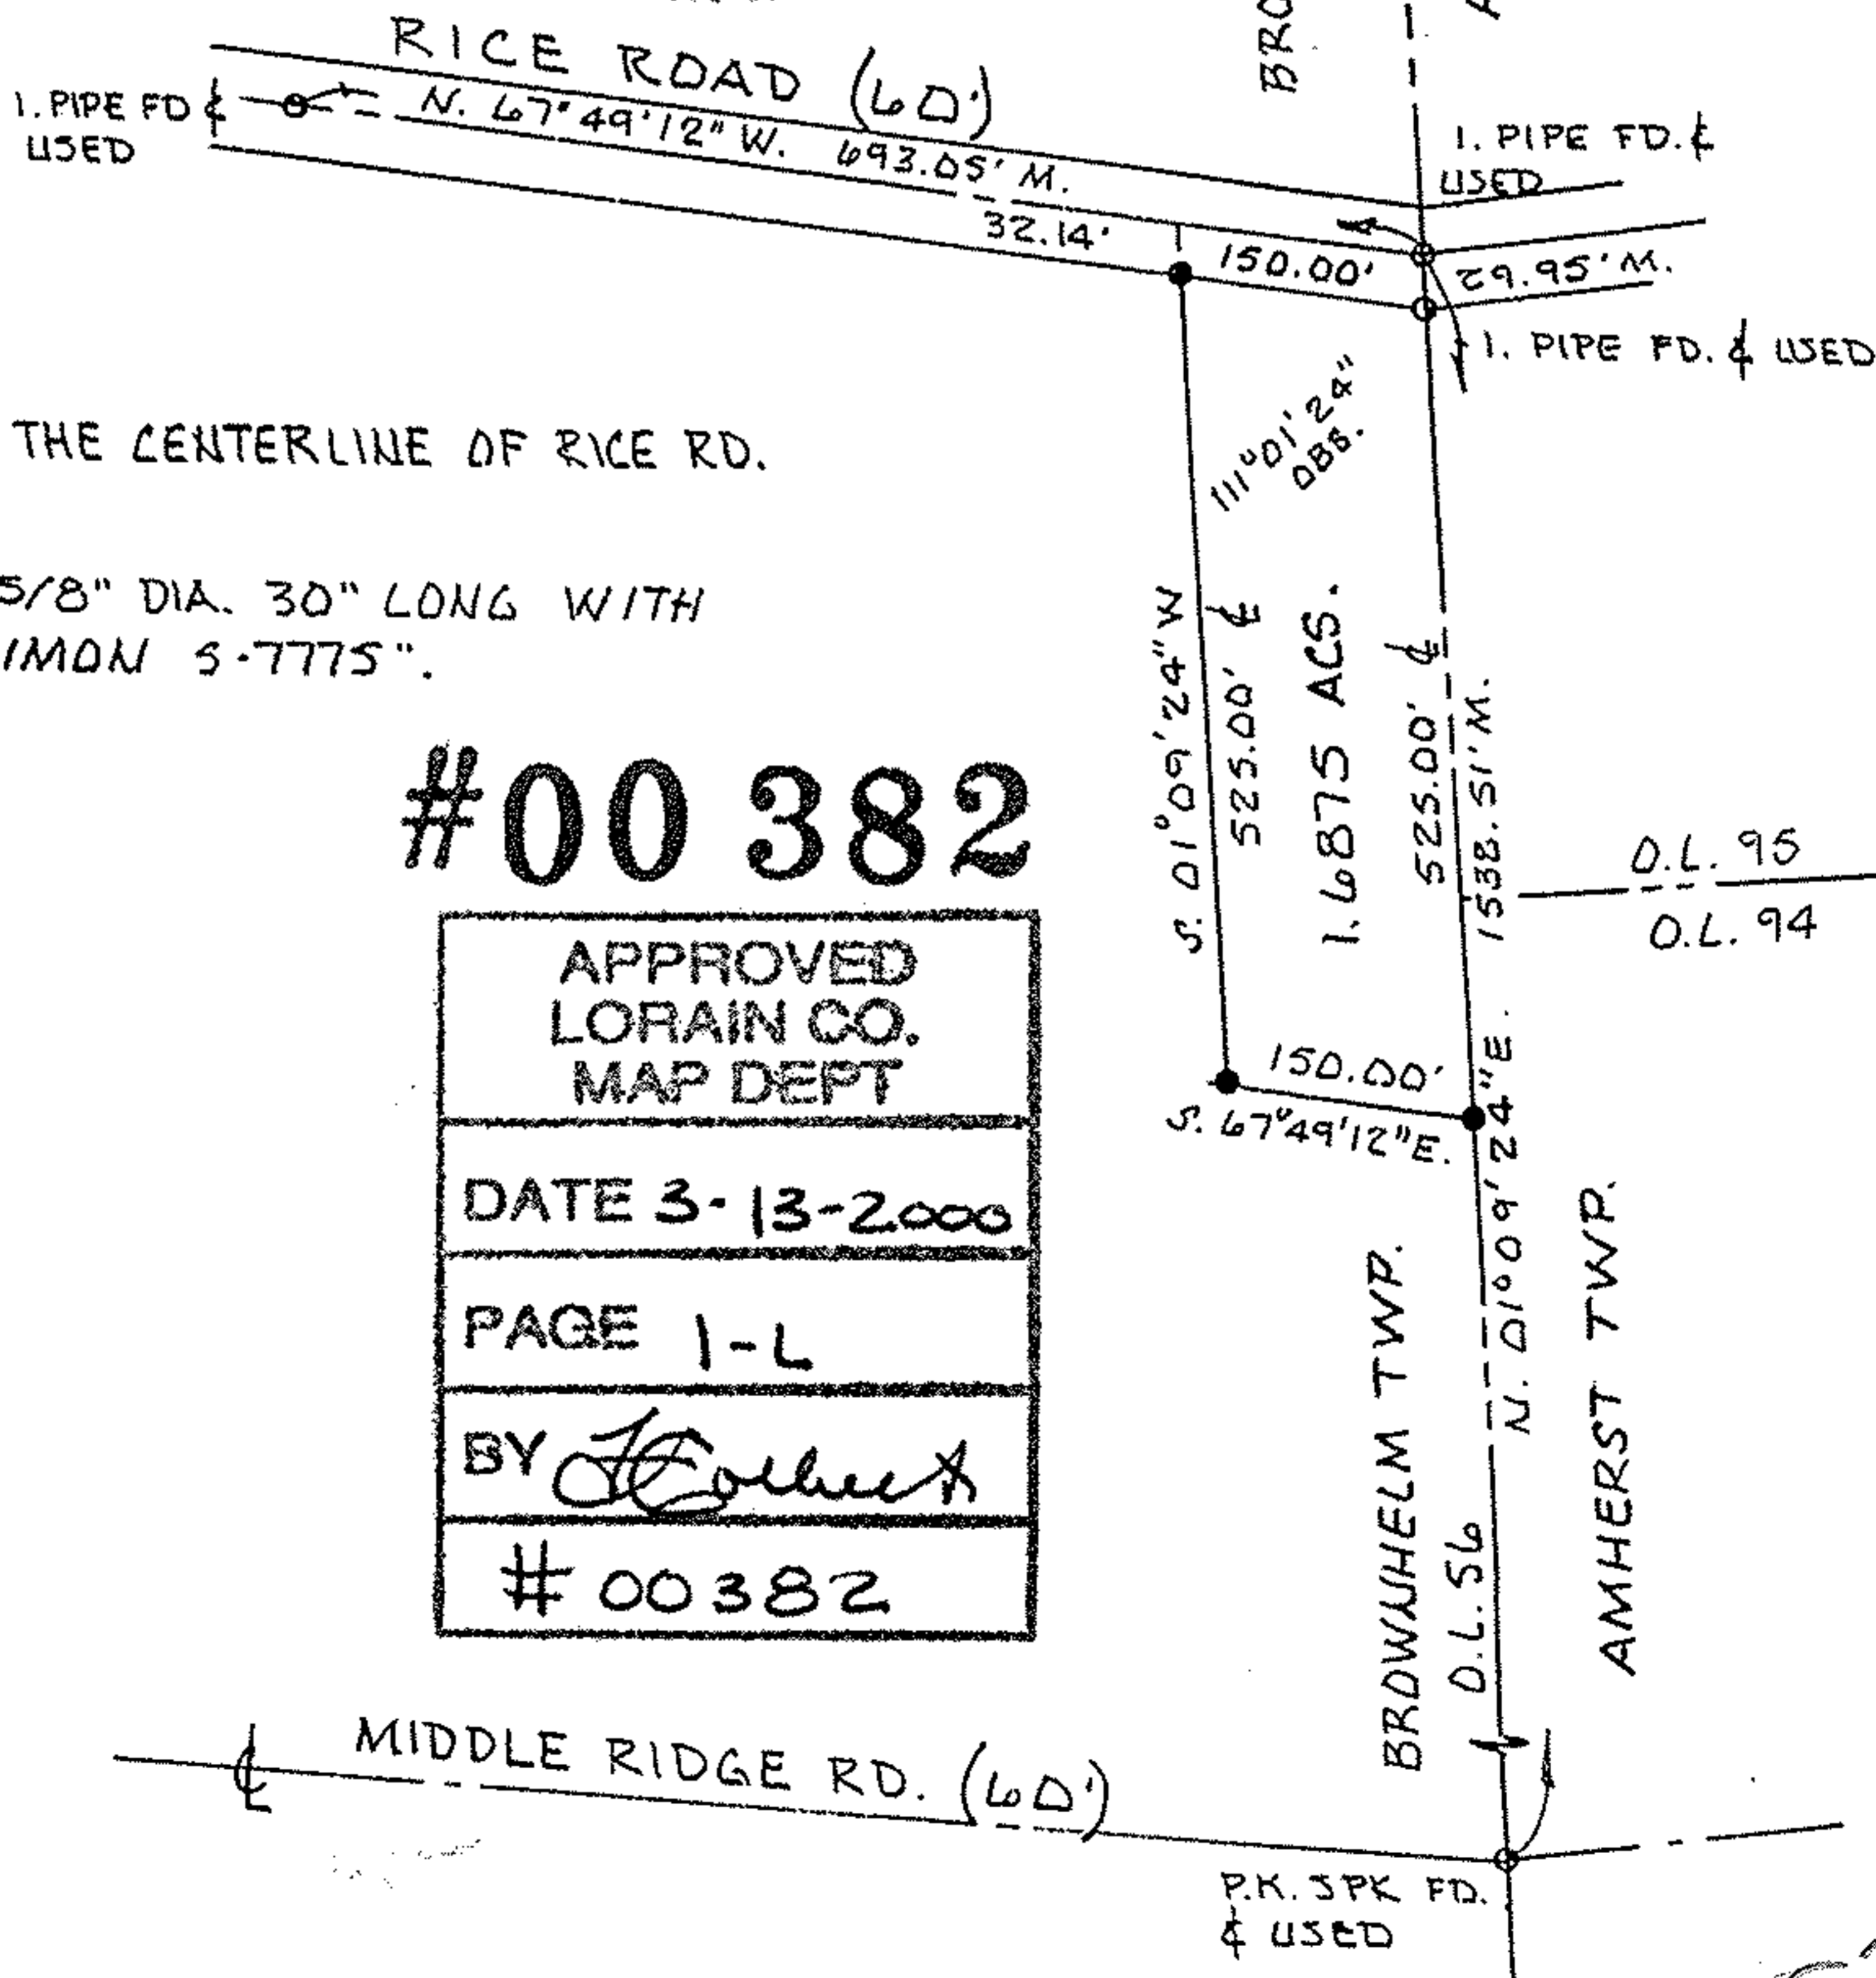 BRO
RICE ROAD (60')
1. PIPE FD &
USED
N. 67°49'12" W. 693.05' M.
1. PIPE FD. &
USED
32.14'
150.00'
29.95' M.
1. PIPE FD. & USED
THE CENTERLINE OF RICE RD.
OBS.
5/8" DIA. 30" LONG WITH
IMON S-7775".
S. 01°09'24" W
525.00' ℄
1.6875 ACS.
525.00' ℄
1538.51' M.
#00 382
O.L. 95
O.L. 94
APPROVED
LORAIN CO.
MAP DEPT
DATE 3-13-2000
PAGE 1-L
BY
# 00382
150.00'
S. 67°49'12" E.
N. 01°09'24" E.
BROWNHELM TWP.
O.L. 56
AMHERST TWP.
℄ MIDDLE RIDGE RD. (60')
P.K. SPK FD.
& USED